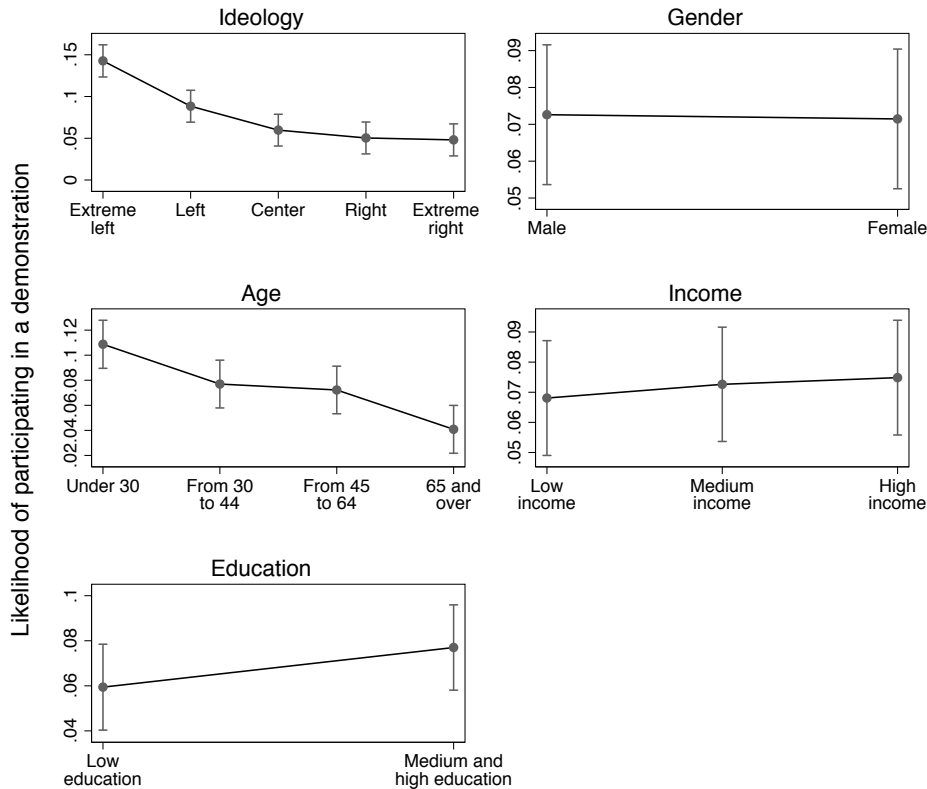 Likelihood of participating in a demonstration
Ideology
.15
.1
.05
0
Extreme left
Left
Center
Right
Extreme right
Gender
.09
.08
.07
.06
.05
Male
Female
Age
.12
.1
.08
.06
.04
.02
Under 30
From 30 to 44
From 45 to 64
65 and over
Income
.09
.08
.07
.06
.05
Low income
Medium income
High income
Education
.1
.08
.06
.04
Low education
Medium and high education